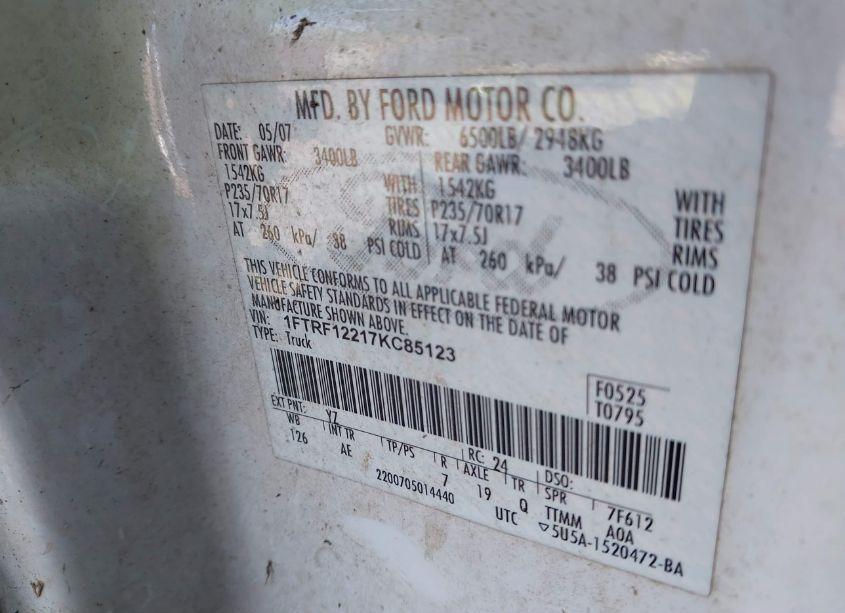 MFD. BY FORD MOTOR CO.
DATE: 05/07 GVWR: 6500LB/ 2948KG
FRONT GAWR: 3400LB REAR GAWR: 3400LB
1542KG WITH 1542KG WITH
P235/70R17 TIRES P235/70R17 TIRES
17x7.5J RIMS 17x7.5J RIMS
AT 260 kPa/ 38 PSI COLD AT 260 kPa/ 38 PSI COLD
THIS VEHICLE CONFORMS TO ALL APPLICABLE FEDERAL MOTOR
VEHICLE SAFETY STANDARDS IN EFFECT ON THE DATE OF
MANUFACTURE SHOWN ABOVE.
VIN: 1FTRF12217KC85123
TYPE: Truck
F0525
T0795
EXT PNT: YZ RC: 24 DSO:
WB INT TR TP/PS R AXLE TR SPR 7F612
126 AE 7 19 Q TTMM AOA
2200705014440 UTC ▽5U5A-1520472-BA
Ford